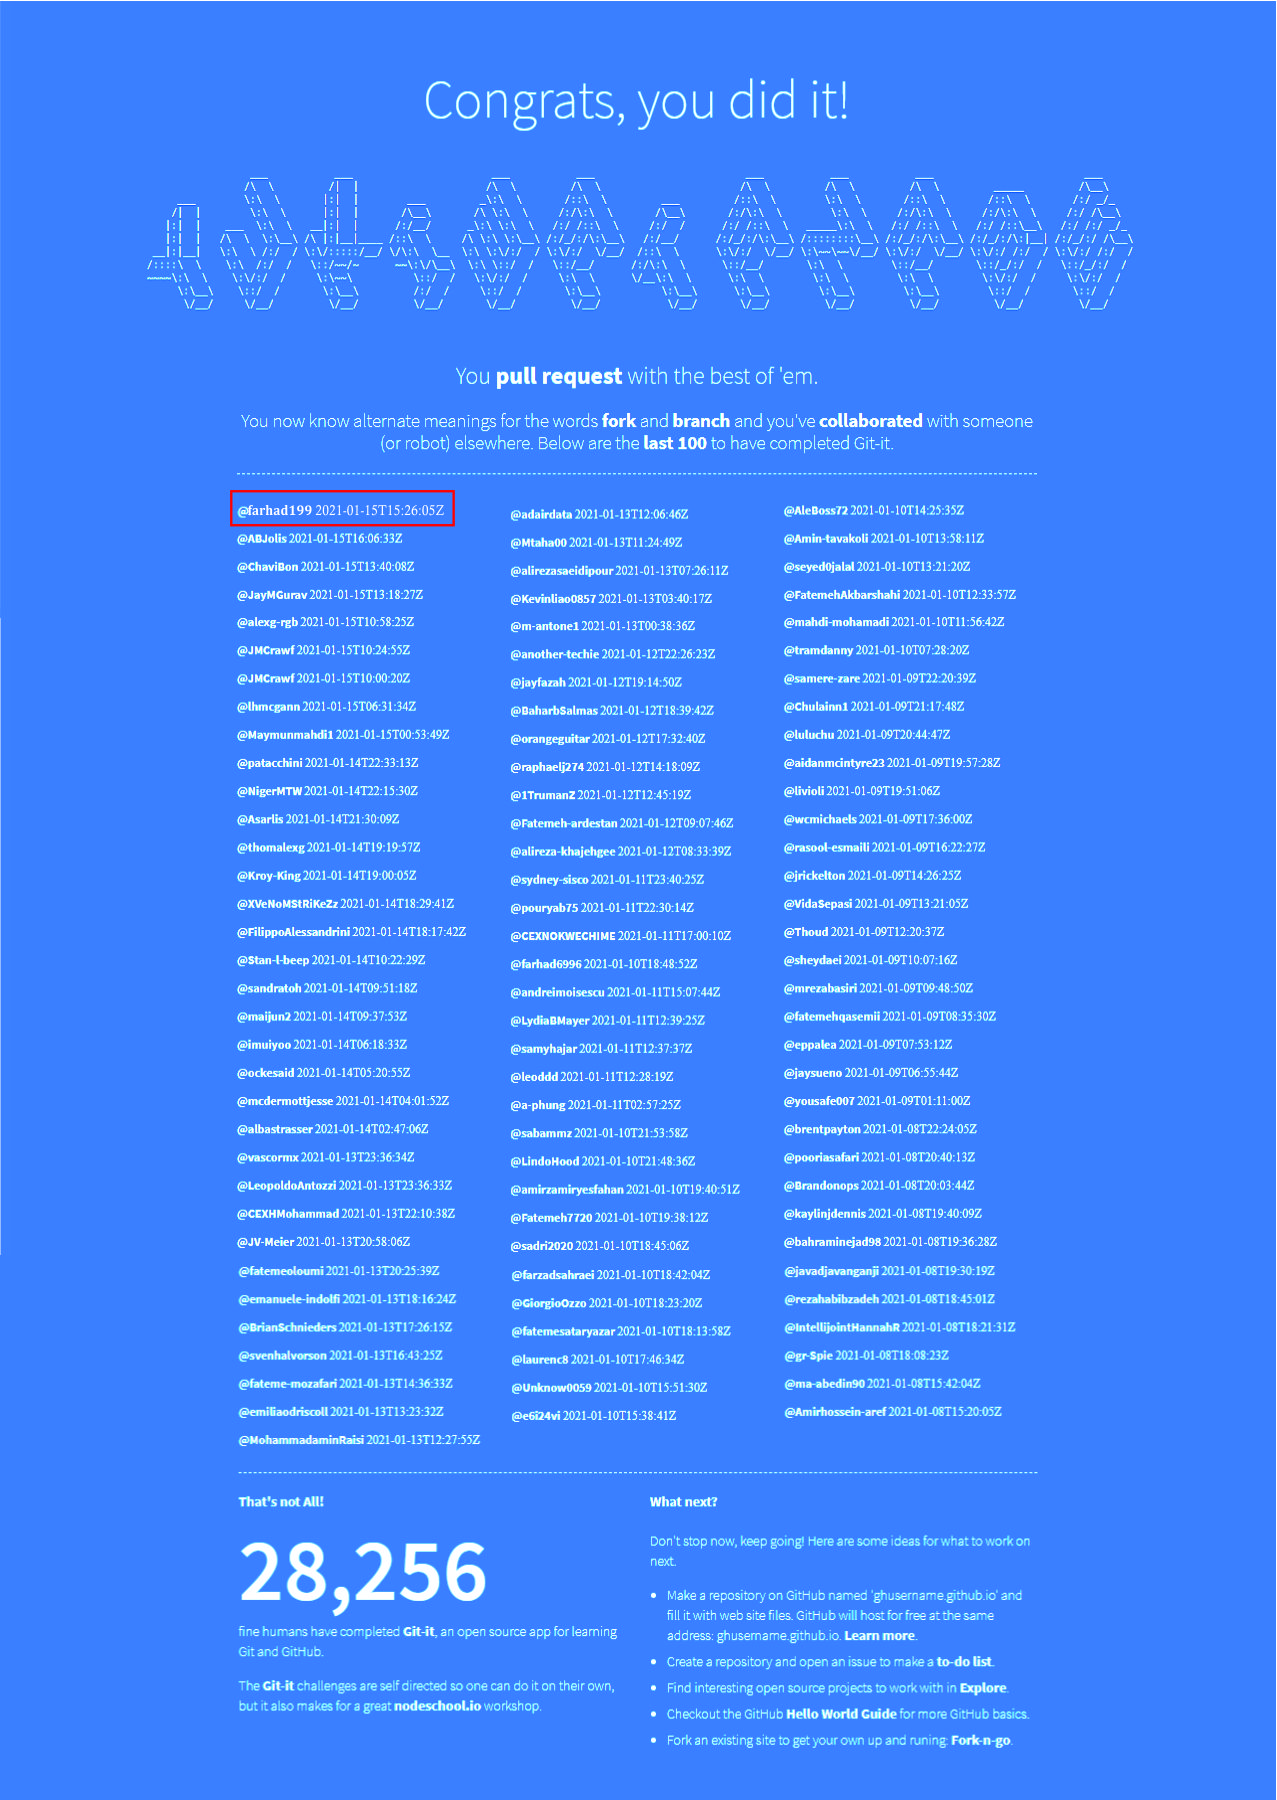 Congrats, you did it!
You pull request with the best of 'em.
You now know alternate meanings for the words fork and branch and you've collaborated with someone
(or robot) elsewhere. Below are the last 100 to have completed Git-it.
@farhad199 2021-01-15T15:26:05Z
@ABJolis 2021-01-15T16:06:33Z
@ChaviBon 2021-01-15T13:40:08Z
@JayMGurav 2021-01-15T13:18:27Z
@alexg-rgb 2021-01-15T10:58:25Z
@JMCrawf 2021-01-15T10:24:55Z
@JMCrawf 2021-01-15T10:00:20Z
@lhmcgann 2021-01-15T06:31:34Z
@Maymunmahdi1 2021-01-15T00:53:49Z
@patacchini 2021-01-14T22:33:13Z
@NigerMTW 2021-01-14T22:15:30Z
@Asarlis 2021-01-14T21:30:09Z
@thomalexg 2021-01-14T19:19:57Z
@Kroy-King 2021-01-14T19:00:05Z
@XVeNoMStRiKeZz 2021-01-14T18:29:41Z
@FilippoAlessandrini 2021-01-14T18:17:42Z
@Stan-l-beep 2021-01-14T10:22:29Z
@sandratoh 2021-01-14T09:51:18Z
@maijun2 2021-01-14T09:37:53Z
@imuiyoo 2021-01-14T06:18:33Z
@ockesaid 2021-01-14T05:20:55Z
@mcdermottjesse 2021-01-14T04:01:52Z
@albastrasser 2021-01-14T02:47:06Z
@vascormx 2021-01-13T23:36:34Z
@LeopoldoAntozzi 2021-01-13T23:36:33Z
@CEXHMohammad 2021-01-13T22:10:38Z
@JV-Meier 2021-01-13T20:58:06Z
@fatemeoloumi 2021-01-13T20:25:39Z
@emanuele-indolfi 2021-01-13T18:16:24Z
@BrianSchnieders 2021-01-13T17:26:15Z
@svenhalvorson 2021-01-13T16:43:25Z
@fateme-mozafari 2021-01-13T14:36:33Z
@emiliaodriscoll 2021-01-13T13:23:32Z
@MohammadaminRaisi 2021-01-13T12:27:55Z
@adairdata 2021-01-13T12:06:46Z
@Mtaha00 2021-01-13T11:24:49Z
@alirezasaeidipour 2021-01-13T07:26:11Z
@Kevinliao0857 2021-01-13T03:40:17Z
@m-antone1 2021-01-13T00:38:36Z
@another-techie 2021-01-12T22:26:23Z
@jayfazah 2021-01-12T19:14:50Z
@BaharbSalmas 2021-01-12T18:39:42Z
@orangeguitar 2021-01-12T17:32:40Z
@raphaelj274 2021-01-12T14:18:09Z
@1TrumanZ 2021-01-12T12:45:19Z
@Fatemeh-ardestan 2021-01-12T09:07:46Z
@alireza-khajehgee 2021-01-12T08:33:39Z
@sydney-sisco 2021-01-11T23:40:25Z
@pouryab75 2021-01-11T22:30:14Z
@CEXNOKWECHIME 2021-01-11T17:00:10Z
@farhad6996 2021-01-10T18:48:52Z
@andreimoisescu 2021-01-11T15:07:44Z
@LydiaBMayer 2021-01-11T12:39:25Z
@samyhajar 2021-01-11T12:37:37Z
@leoddd 2021-01-11T12:28:19Z
@a-phung 2021-01-11T02:57:25Z
@sabammz 2021-01-10T21:53:58Z
@LindoHood 2021-01-10T21:48:36Z
@amirzamiryesfahan 2021-01-10T19:40:51Z
@Fatemeh7720 2021-01-10T19:38:12Z
@sadri2020 2021-01-10T18:45:06Z
@farzadsahraei 2021-01-10T18:42:04Z
@GiorgioOzzo 2021-01-10T18:23:20Z
@fatemesataryazar 2021-01-10T18:13:58Z
@laurenc8 2021-01-10T17:46:34Z
@Unknow0059 2021-01-10T15:51:30Z
@e6i24vi 2021-01-10T15:38:41Z
@AleBoss72 2021-01-10T14:25:35Z
@Amin-tavakoli 2021-01-10T13:58:11Z
@seyed0jalal 2021-01-10T13:21:20Z
@FatemehAkbarshahi 2021-01-10T12:33:57Z
@mahdi-mohamadi 2021-01-10T11:56:42Z
@tramdanny 2021-01-10T07:28:20Z
@samere-zare 2021-01-09T22:20:39Z
@Chulainn1 2021-01-09T21:17:48Z
@luluchu 2021-01-09T20:44:47Z
@aidanmcintyre23 2021-01-09T19:57:28Z
@livioli 2021-01-09T19:51:06Z
@wcmichaels 2021-01-09T17:36:00Z
@rasool-esmaili 2021-01-09T16:22:27Z
@jrickelton 2021-01-09T14:26:25Z
@VidaSepasi 2021-01-09T13:21:05Z
@Thoud 2021-01-09T12:20:37Z
@sheydaei 2021-01-09T10:07:16Z
@mrezabasiri 2021-01-09T09:48:50Z
@fatemehqasemii 2021-01-09T08:35:30Z
@eppalea 2021-01-09T07:53:12Z
@jaysueno 2021-01-09T06:55:44Z
@yousafe007 2021-01-09T01:11:00Z
@brentpayton 2021-01-08T22:24:05Z
@pooriasafari 2021-01-08T20:40:13Z
@Brandonops 2021-01-08T20:03:44Z
@kaylinjdennis 2021-01-08T19:40:09Z
@bahraminejad98 2021-01-08T19:36:28Z
@javadjavanganji 2021-01-08T19:30:19Z
@rezahabibzadeh 2021-01-08T18:45:01Z
@IntellijointHannahR 2021-01-08T18:21:31Z
@gr-Spie 2021-01-08T18:08:23Z
@ma-abedin90 2021-01-08T15:42:04Z
@Amirhossein-aref 2021-01-08T15:20:05Z
That's not All!
28,256
fine humans have completed Git-it, an open source app for learning
Git and GitHub.
The Git-it challenges are self directed so one can do it on their own,
but it also makes for a great nodeschool.io workshop.
What next?
Don't stop now, keep going! Here are some ideas for what to work on
next.
• Make a repository on GitHub named 'ghusername.github.io' and
fill it with web site files. GitHub will host for free at the same
address: ghusername.github.io. Learn more.
• Create a repository and open an issue to make a to-do list.
• Find interesting open source projects to work with in Explore.
• Checkout the GitHub Hello World Guide for more GitHub basics.
• Fork an existing site to get your own up and runing: Fork-n-go.